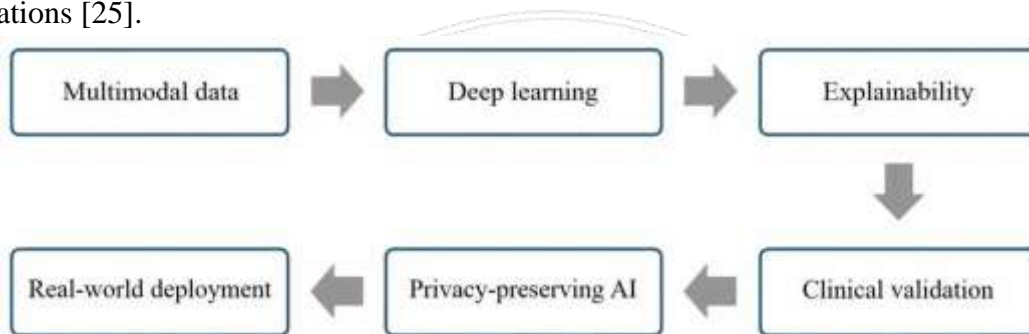 ations [25].
Multimodal data
Deep learning
Explainability
Clinical validation
Privacy-preserving AI
Real-world deployment